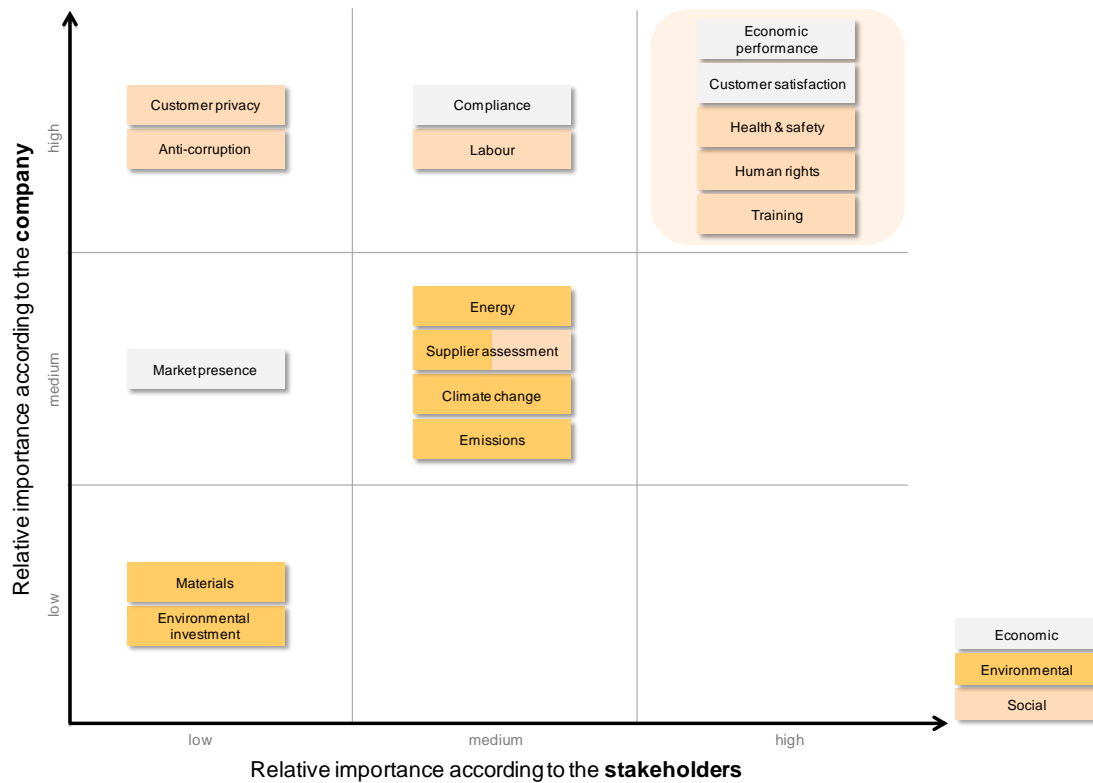 Economic
performance
Customer privacy
Compliance
Customer satisfaction
Anti-corruption
Labour
Health & safety
Human rights
Training
high
Relative importance according to the company
Energy
Market presence
Supplier assessment
Climate change
Emissions
medium
Materials
Environmental
investment
low
Economic
Environmental
Social
low
medium
high
Relative importance according to the stakeholders